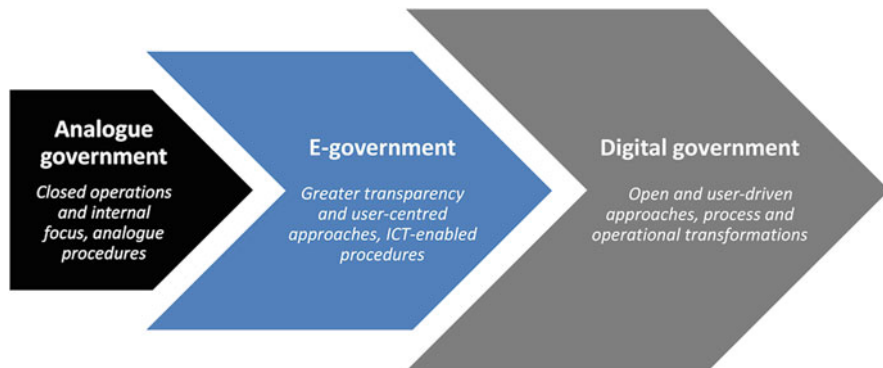 Analogue
government
Closed operations
and internal
focus, analogue
procedures
E-government
Greater transparency
and user-centred
approaches, ICT-enabled
procedures
Digital government
Open and user-driven
approaches, process and
operational transformations